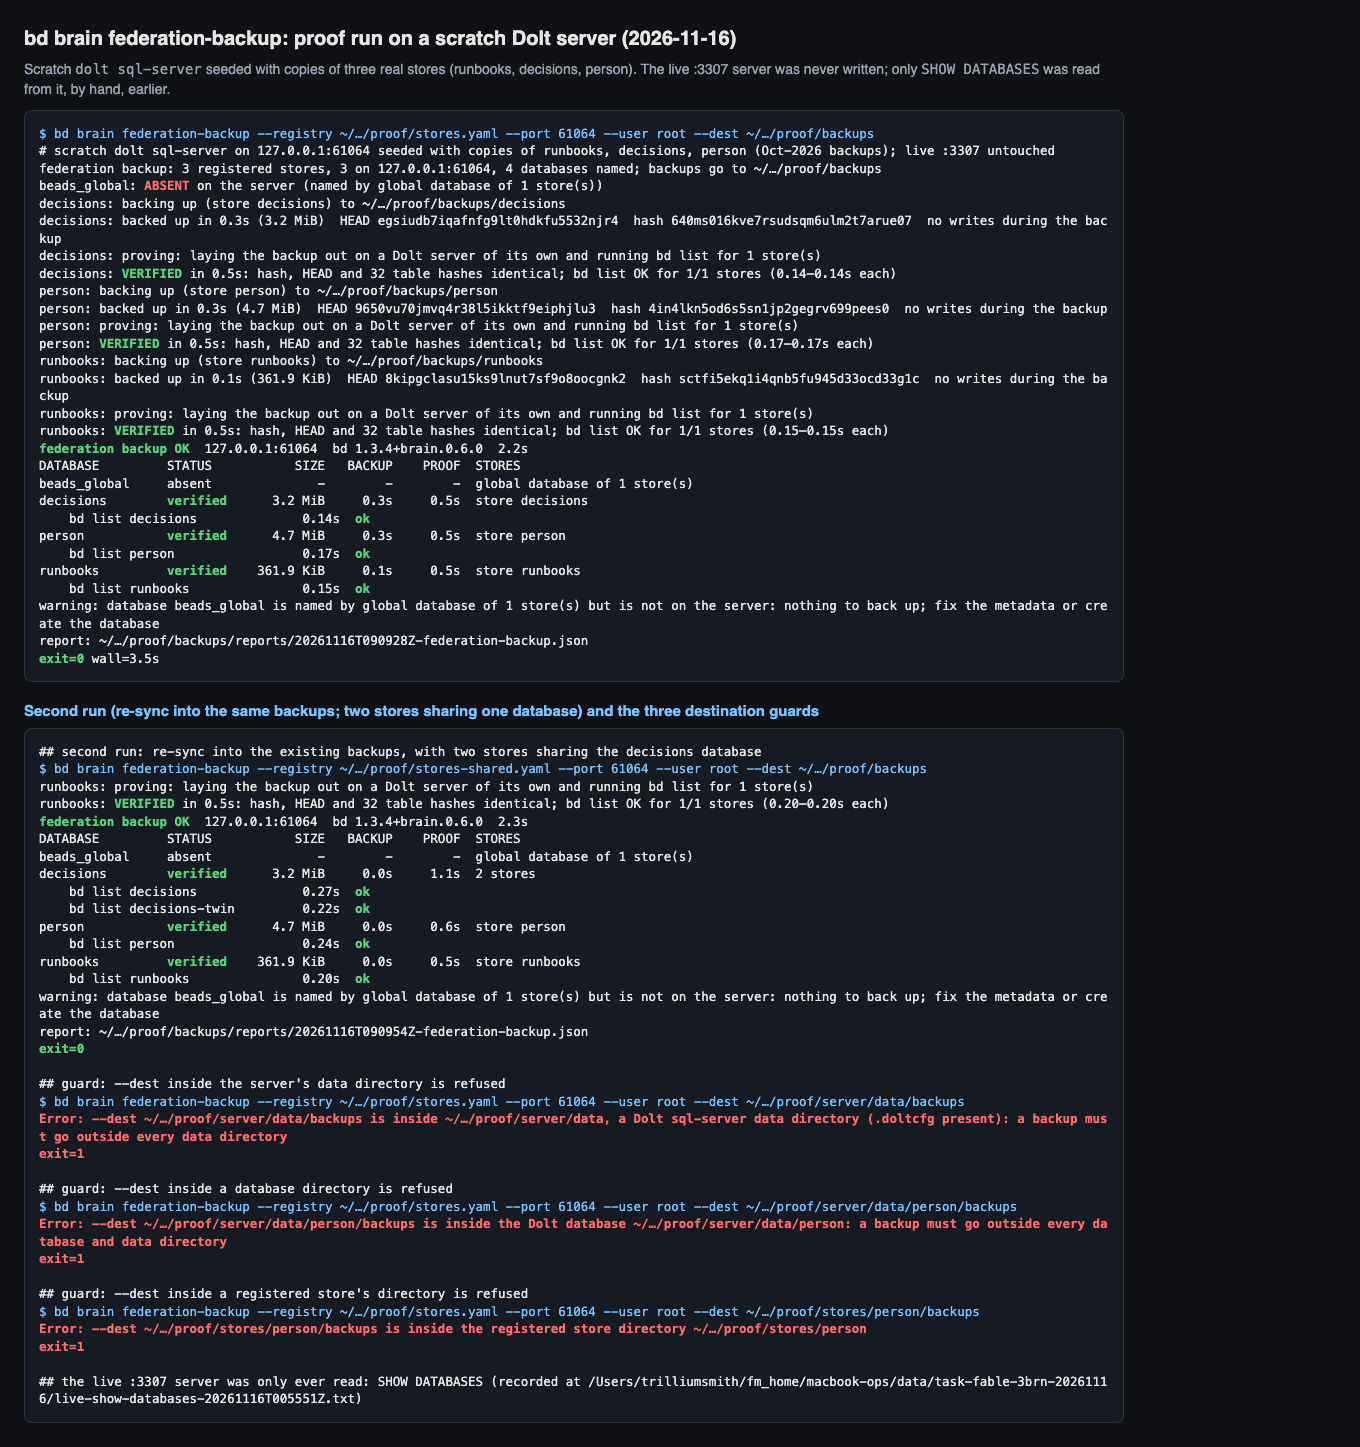 bd brain federation-backup: proof run on a scratch Dolt server (2026-11-16)
Scratch dolt sql-server seeded with copies of three real stores (runbooks, decisions, person). The live :3307 server was never written; only SHOW DATABASES was read
from it, by hand, earlier.
$ bd brain federation-backup --registry ~/…/proof/stores.yaml --port 61064 --user root --dest ~/…/proof/backups
# scratch dolt sql-server on 127.0.0.1:61064 seeded with copies of runbooks, decisions, person (Oct-2026 backups); live :3307 untouched
federation backup: 3 registered stores, 3 on 127.0.0.1:61064, 4 databases named; backups go to ~/…/proof/backups
beads_global: ABSENT on the server (named by global database of 1 store(s))
decisions: backing up (store decisions) to ~/…/proof/backups/decisions
decisions: backed up in 0.3s (3.2 MiB)  HEAD egsiudb7iqafnfg9lt0hdkfu5532njr4  hash 640ms016kve7rsudsqm6ulm2t7arue07  no writes during the bac
kup
decisions: proving: laying the backup out on a Dolt server of its own and running bd list for 1 store(s)
decisions: VERIFIED in 0.5s: hash, HEAD and 32 table hashes identical; bd list OK for 1/1 stores (0.14–0.14s each)
person: backing up (store person) to ~/…/proof/backups/person
person: backed up in 0.3s (4.7 MiB)  HEAD 9650vu70jmvq4r38l5ikktf9eiphjlu3  hash 4in4lkn5od6s5sn1jp2gegrv699pees0  no writes during the backup
person: proving: laying the backup out on a Dolt server of its own and running bd list for 1 store(s)
person: VERIFIED in 0.5s: hash, HEAD and 32 table hashes identical; bd list OK for 1/1 stores (0.17–0.17s each)
runbooks: backing up (store runbooks) to ~/…/proof/backups/runbooks
runbooks: backed up in 0.1s (361.9 KiB)  HEAD 8kipgclasu15ks9lnut7sf9o8oocgnk2  hash sctfi5ekq1i4qnb5fu945d33ocd33g1c  no writes during the ba
ckup
runbooks: proving: laying the backup out on a Dolt server of its own and running bd list for 1 store(s)
runbooks: VERIFIED in 0.5s: hash, HEAD and 32 table hashes identical; bd list OK for 1/1 stores (0.15–0.15s each)
federation backup OK  127.0.0.1:61064  bd 1.3.4+brain.0.6.0  2.2s
DATABASE         STATUS           SIZE   BACKUP    PROOF  STORES
beads_global     absent              –        –        –  global database of 1 store(s)
decisions        verified      3.2 MiB     0.3s     0.5s  store decisions
    bd list decisions              0.14s  ok
person           verified      4.7 MiB     0.3s     0.5s  store person
    bd list person                 0.17s  ok
runbooks         verified    361.9 KiB     0.1s     0.5s  store runbooks
    bd list runbooks               0.15s  ok
warning: database beads_global is named by global database of 1 store(s) but is not on the server: nothing to back up; fix the metadata or cre
ate the database
report: ~/…/proof/backups/reports/20261116T090928Z-federation-backup.json
exit=0 wall=3.5s
Second run (re-sync into the same backups; two stores sharing one database) and the three destination guards
## second run: re-sync into the existing backups, with two stores sharing the decisions database
$ bd brain federation-backup --registry ~/…/proof/stores-shared.yaml --port 61064 --user root --dest ~/…/proof/backups
runbooks: proving: laying the backup out on a Dolt server of its own and running bd list for 1 store(s)
runbooks: VERIFIED in 0.5s: hash, HEAD and 32 table hashes identical; bd list OK for 1/1 stores (0.20–0.20s each)
federation backup OK  127.0.0.1:61064  bd 1.3.4+brain.0.6.0  2.3s
DATABASE         STATUS           SIZE   BACKUP    PROOF  STORES
beads_global     absent              –        –        –  global database of 1 store(s)
decisions        verified      3.2 MiB     0.0s     1.1s  2 stores
    bd list decisions              0.27s  ok
    bd list decisions-twin         0.22s  ok
person           verified      4.7 MiB     0.0s     0.6s  store person
    bd list person                 0.24s  ok
runbooks         verified    361.9 KiB     0.0s     0.5s  store runbooks
    bd list runbooks               0.20s  ok
warning: database beads_global is named by global database of 1 store(s) but is not on the server: nothing to back up; fix the metadata or cre
ate the database
report: ~/…/proof/backups/reports/20261116T090954Z-federation-backup.json
exit=0
## guard: --dest inside the server's data directory is refused
$ bd brain federation-backup --registry ~/…/proof/stores.yaml --port 61064 --user root --dest ~/…/proof/server/data/backups
Error: --dest ~/…/proof/server/data/backups is inside ~/…/proof/server/data, a Dolt sql-server data directory (.doltcfg present): a backup mus
t go outside every data directory
exit=1
## guard: --dest inside a database directory is refused
$ bd brain federation-backup --registry ~/…/proof/stores.yaml --port 61064 --user root --dest ~/…/proof/server/data/person/backups
Error: --dest ~/…/proof/server/data/person/backups is inside the Dolt database ~/…/proof/server/data/person: a backup must go outside every da
tabase and data directory
exit=1
## guard: --dest inside a registered store's directory is refused
$ bd brain federation-backup --registry ~/…/proof/stores.yaml --port 61064 --user root --dest ~/…/proof/stores/person/backups
Error: --dest ~/…/proof/stores/person/backups is inside the registered store directory ~/…/proof/stores/person
exit=1
## the live :3307 server was only ever read: SHOW DATABASES (recorded at /Users/trilliumsmith/fm_home/macbook-ops/data/task-fable-3brn-2026111
6/live-show-databases-20261116T005551Z.txt)